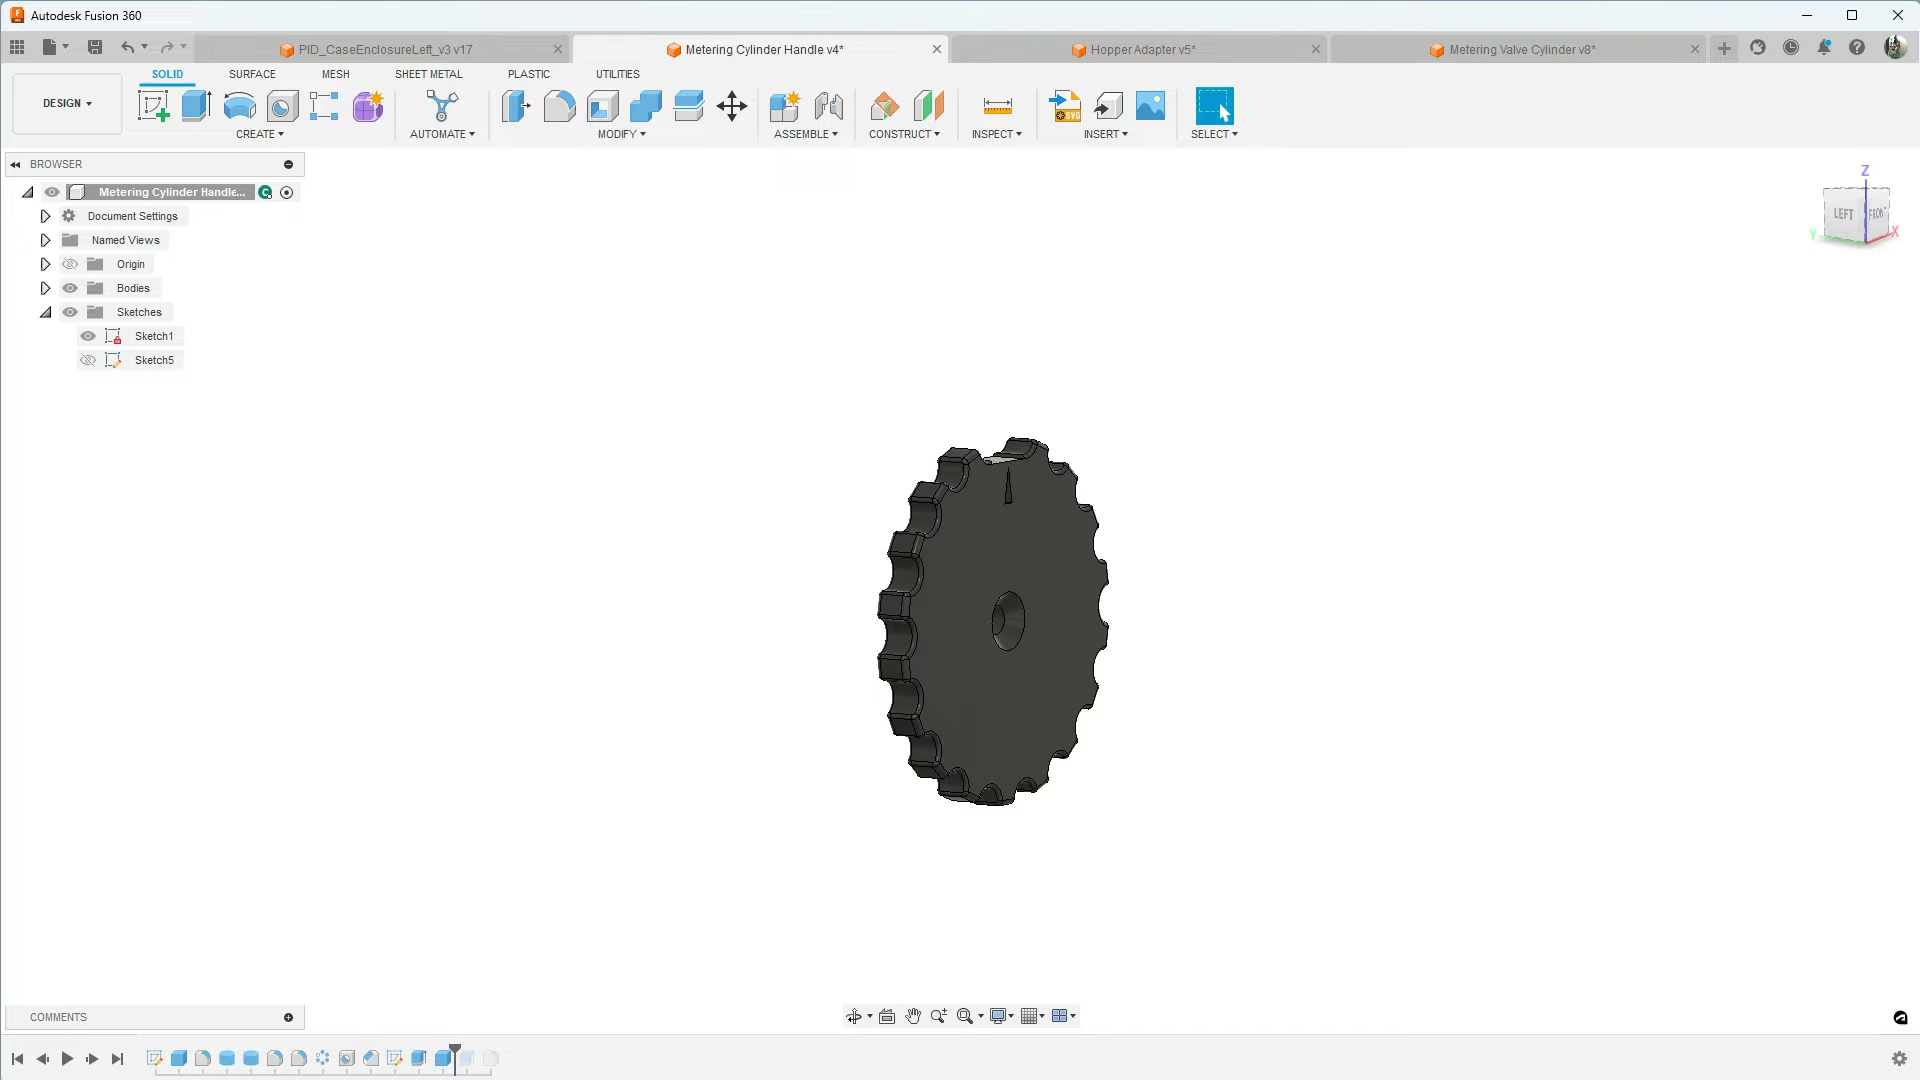 Autodesk Fusion 360
PID_CaseEnclosureLeft_v3 v17
Metering Cylinder Handle v4*
Hopper Adapter v5*
Metering Valve Cylinder v8*
SOLID
SURFACE
MESH
SHEET METAL
PLASTIC
UTILITIES
DESIGN
CREATE
AUTOMATE
MODIFY
ASSEMBLE
CONSTRUCT
INSPECT
SVG
INSERT
SELECT
BROWSER
Metering Cylinder Handle...
Document Settings
Named Views
Origin
Bodies
Sketches
Sketch1
Sketch5
Z
LEFT
FRONT
Y
X
COMMENTS